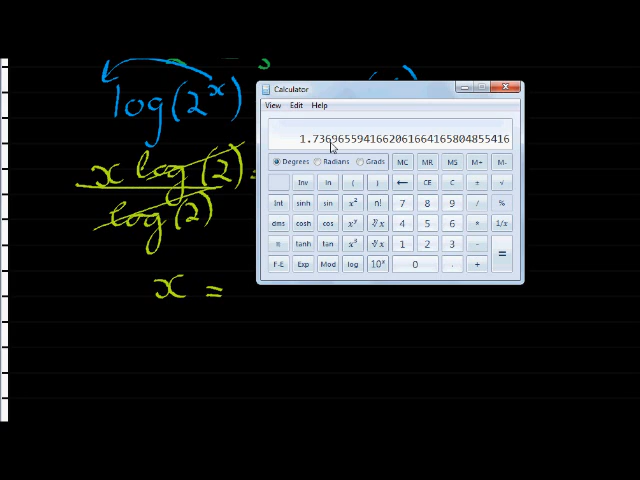 log(2^x)
Calculator
View Edit Help
1.7369655941662061664165804855416
Degrees Radians Grads MC MR MS M+ M-
Inv ln ( ) ← CE C ± √
Int sinh sin x² n! 7 8 9 / %
dms cosh cos x^y y√x 4 5 6 * 1/x
π tanh tan x³ ³√x 1 2 3 - =
F-E Exp Mod log 10^x 0 . +
x log(2) =
log(2)
x =